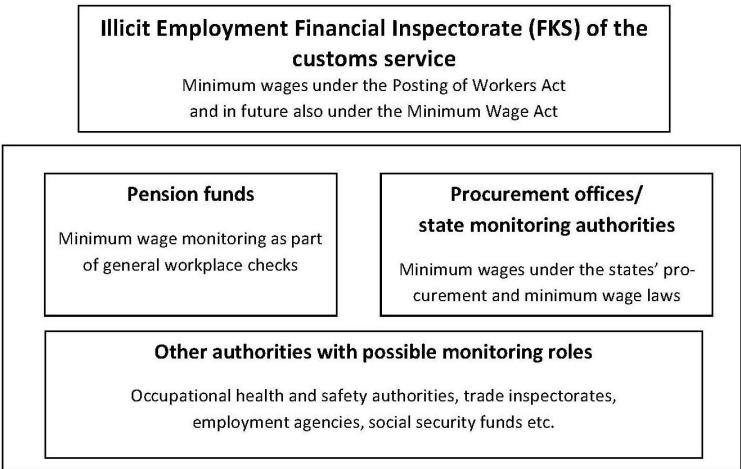 Illicit Employment Financial Inspectorate (FKS) of the
customs service
Minimum wages under the Posting of Workers Act
and in future also under the Minimum Wage Act
Pension funds
Minimum wage monitoring as part
of general workplace checks
Procurement offices/
state monitoring authorities
Minimum wages under the states' pro-
curement and minimum wage laws
Other authorities with possible monitoring roles
Occupational health and safety authorities, trade inspectorates,
employment agencies, social security funds etc.